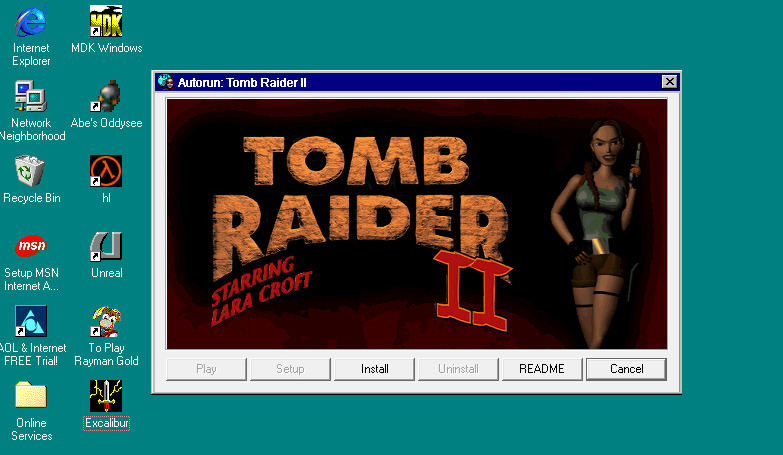 Internet
Explorer
MDK
MDK Windows
Network
Neighborhood
Abe's Oddysee
Recycle Bin
hl
msn
Setup MSN
Internet A...
Unreal
AOL & Internet
FREE Trial!
To Play
Rayman Gold
Online
Services
Excalibur
Autorun: Tomb Raider II
TOMB
RAIDER
II
STARRING
LARA CROFT
Play
Setup
Install
Uninstall
README
Cancel